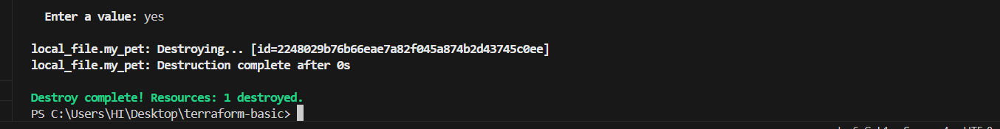 Enter a value: yes
local_file.my_pet: Destroying... [id=2248029b76b66eae7a82f045a874b2d43745c0ee]
local_file.my_pet: Destruction complete after 0s
Destroy complete! Resources: 1 destroyed.
PS C:\Users\HI\Desktop\terraform-basic>